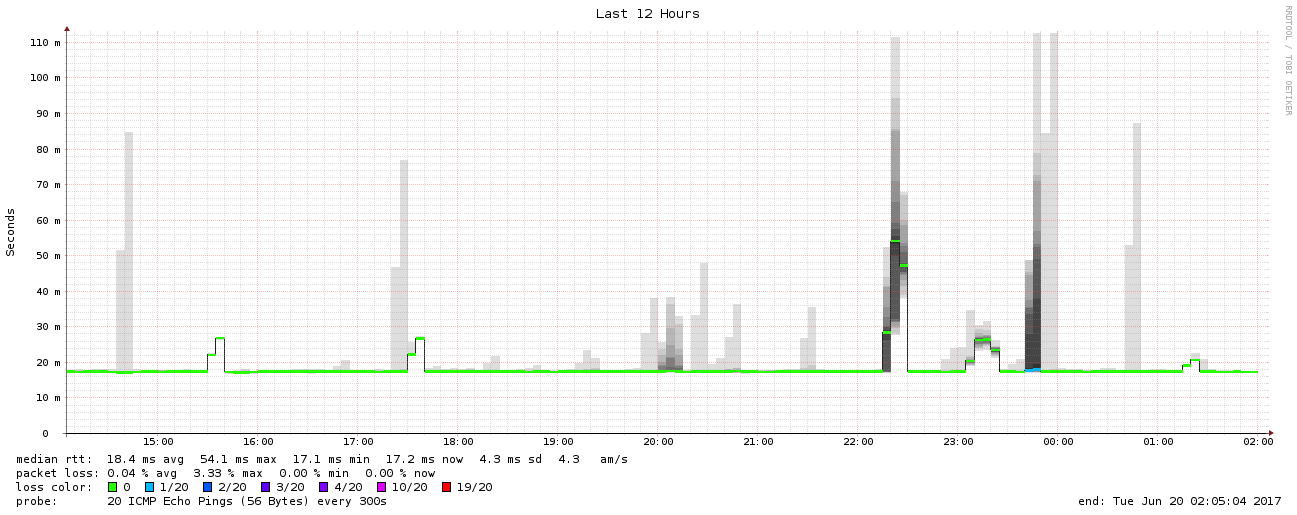 Last 12 Hours
RRDTOOL / TOBI OETIKER
Seconds
110 m
100 m
90 m
80 m
70 m
60 m
50 m
40 m
30 m
20 m
10 m
0
15:00 16:00 17:00 18:00 19:00 20:00 21:00 22:00 23:00 00:00 01:00 02:00
median rtt: 18.4 ms avg 54.1 ms max 17.1 ms min 17.2 ms now 4.3 ms sd 4.3 am/s
packet loss: 0.04 % avg 3.33 % max 0.00 % min 0.00 % now
loss color: 0 1/20 2/20 3/20 4/20 10/20 19/20
probe: 20 ICMP Echo Pings (56 Bytes) every 300s end: Tue Jun 20 02:05:04 2017